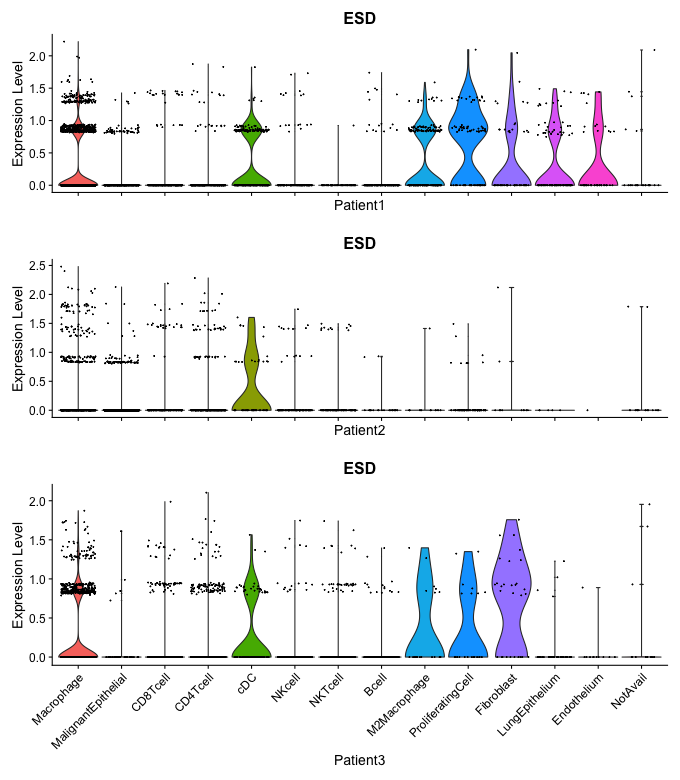 ESD
Expression Level
2.0
1.5
1.0
0.5
0.0
Patient1
ESD
Expression Level
2.5
2.0
1.5
1.0
0.5
0.0
Patient2
ESD
Expression Level
2.0
1.5
1.0
0.5
0.0
Macrophage
MalignantEpithelial
CD8Tcell
CD4Tcell
cDC
NKcell
NKTcell
Bcell
M2Macrophage
ProliferatingCell
Fibroblast
LungEpithelium
Endothelium
NotAvail
Patient3